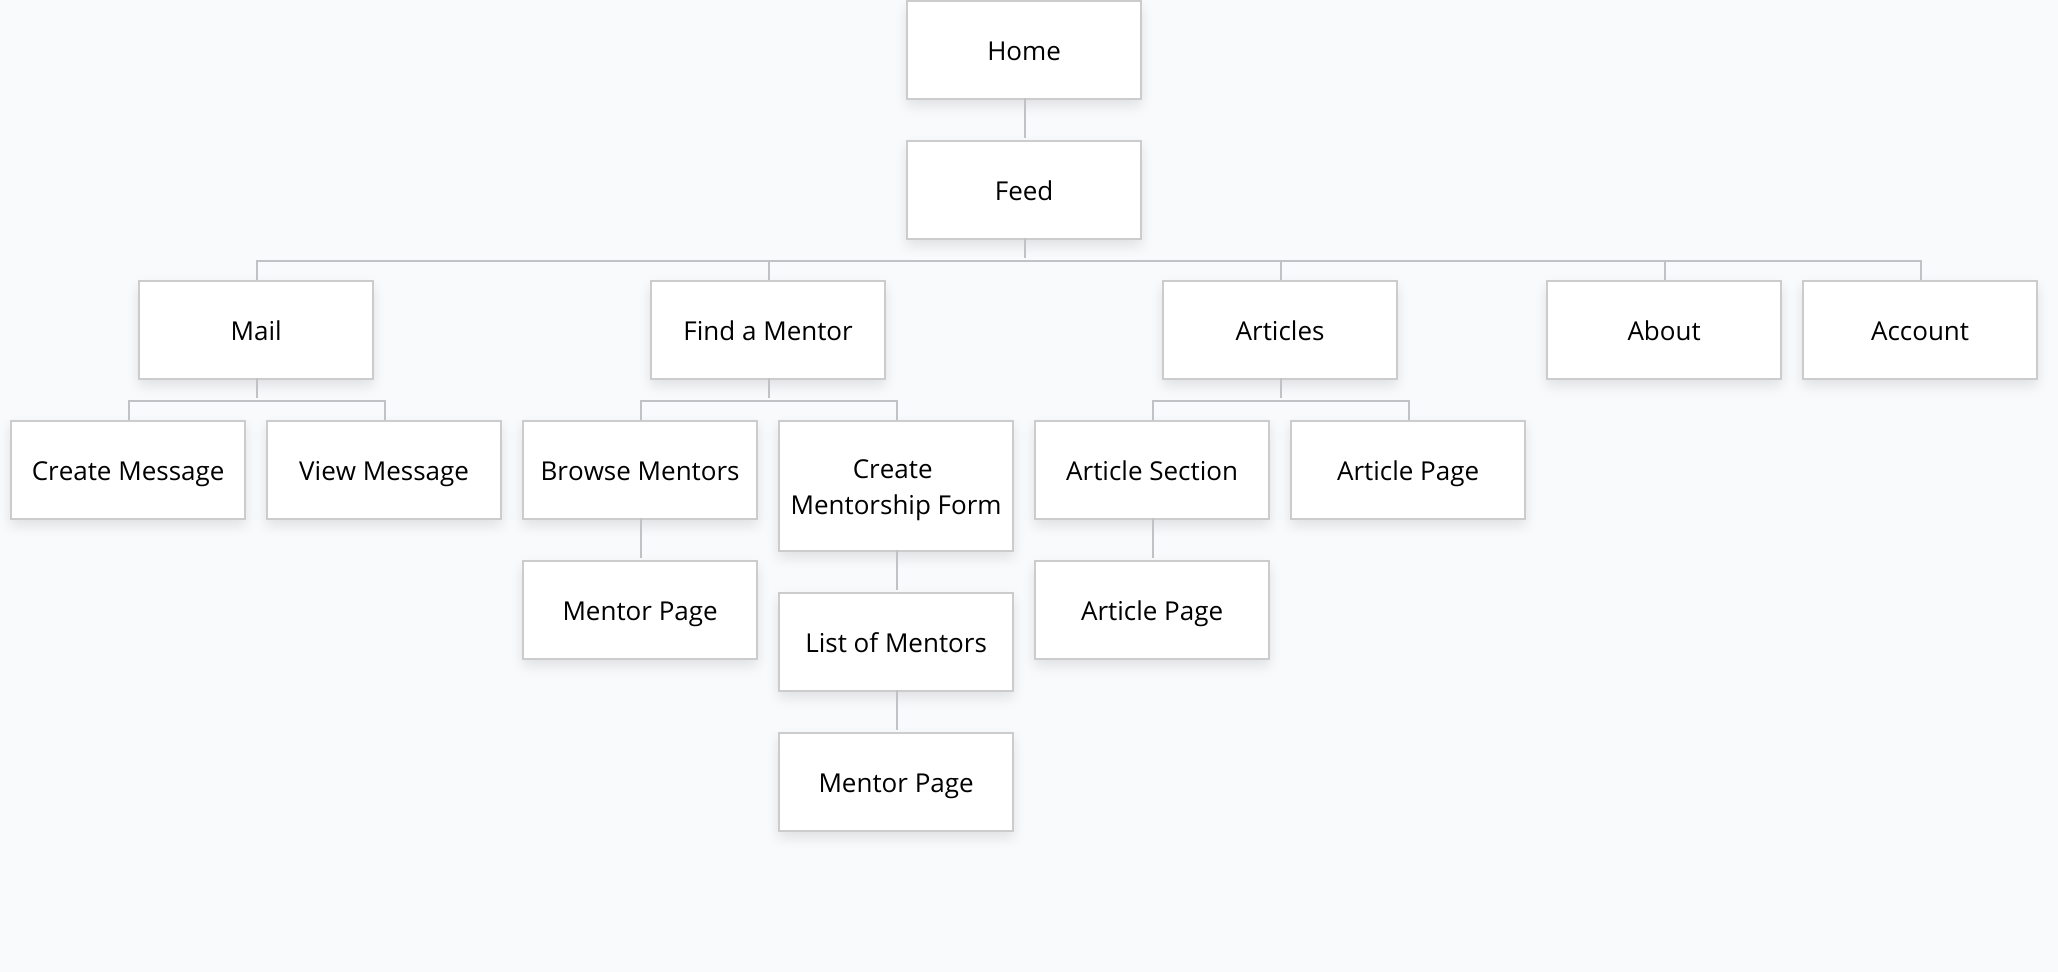 Home
Feed
Mail
Find a Mentor
Articles
About
Account
Create Message
View Message
Browse Mentors
Create
Mentorship Form
Article Section
Article Page
Mentor Page
List of Mentors
Article Page
Mentor Page